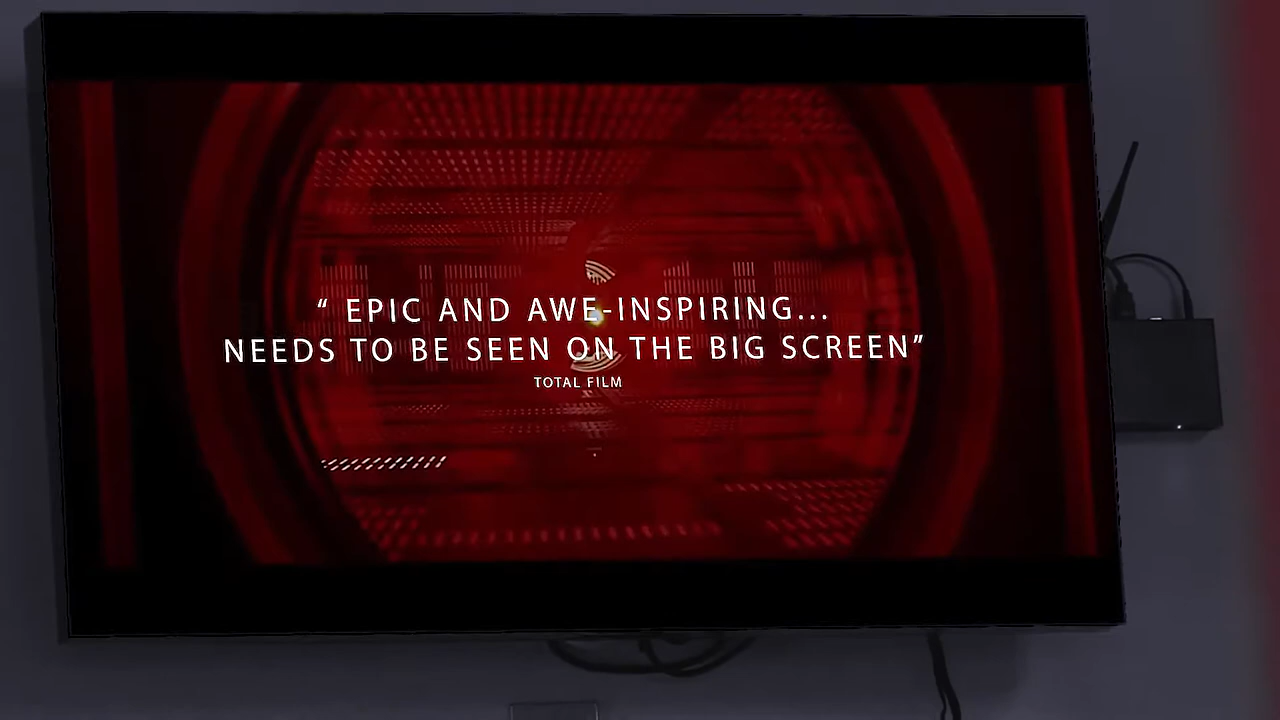 “ EPIC AND AWE-INSPIRING...
NEEDS TO BE SEEN ON THE BIG SCREEN”
TOTAL FILM